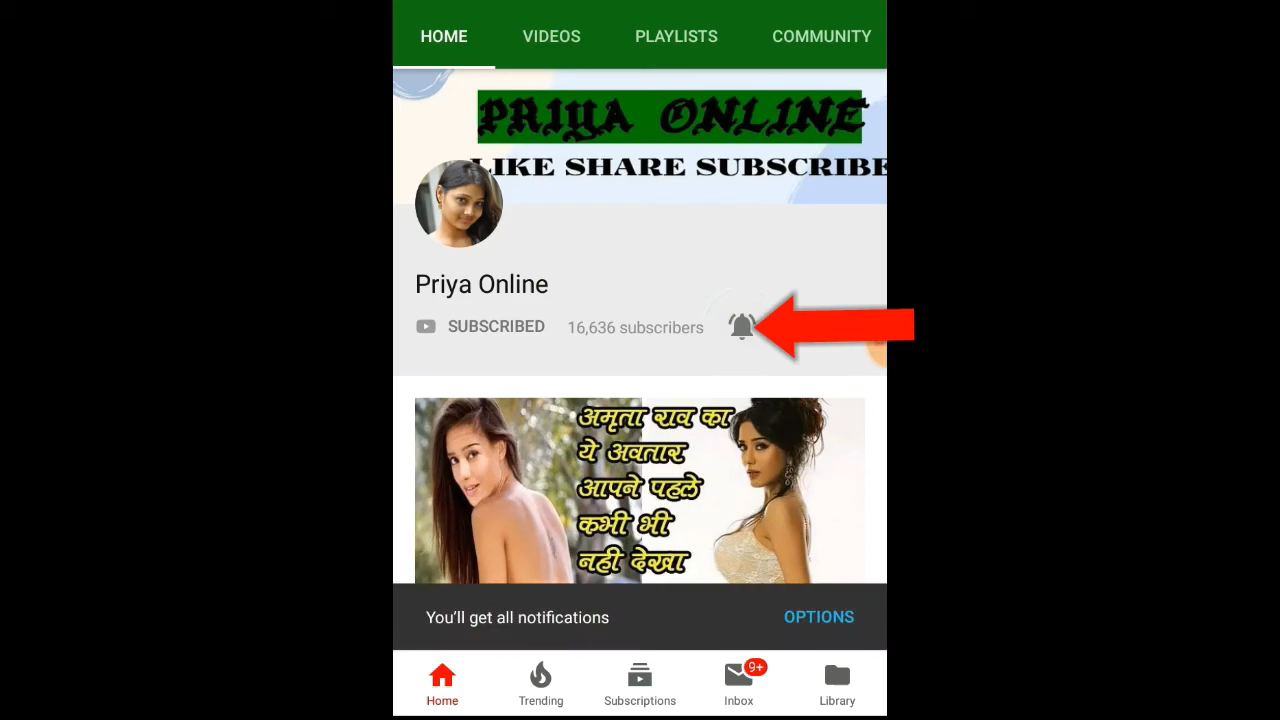 HOME VIDEOS PLAYLISTS COMMUNITY
PRIYA ONLINE
LIKE SHARE SUBSCRIBE
Priya Online
SUBSCRIBED 16,636 subscribers
अमृता राव का
ये अवतार
आपने पहले
कभी भी
नही देखा
You'll get all notifications OPTIONS
9+
Home Trending Subscriptions Inbox Library